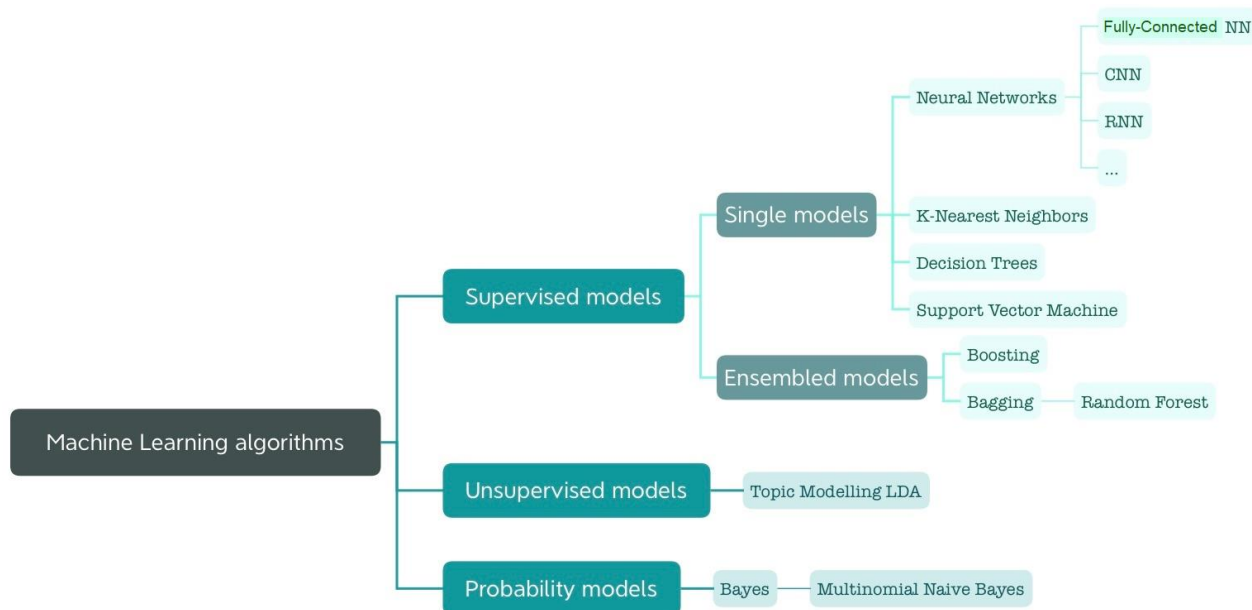 Fully-Connected NN
CNN
Neural Networks
RNN
...
Single models
K-Nearest Neighbors
Decision Trees
Supervised models
Support Vector Machine
Boosting
Ensembled models
Bagging
Random Forest
Machine Learning algorithms
Unsupervised models
Topic Modelling LDA
Probability models
Bayes
Multinomial Naive Bayes